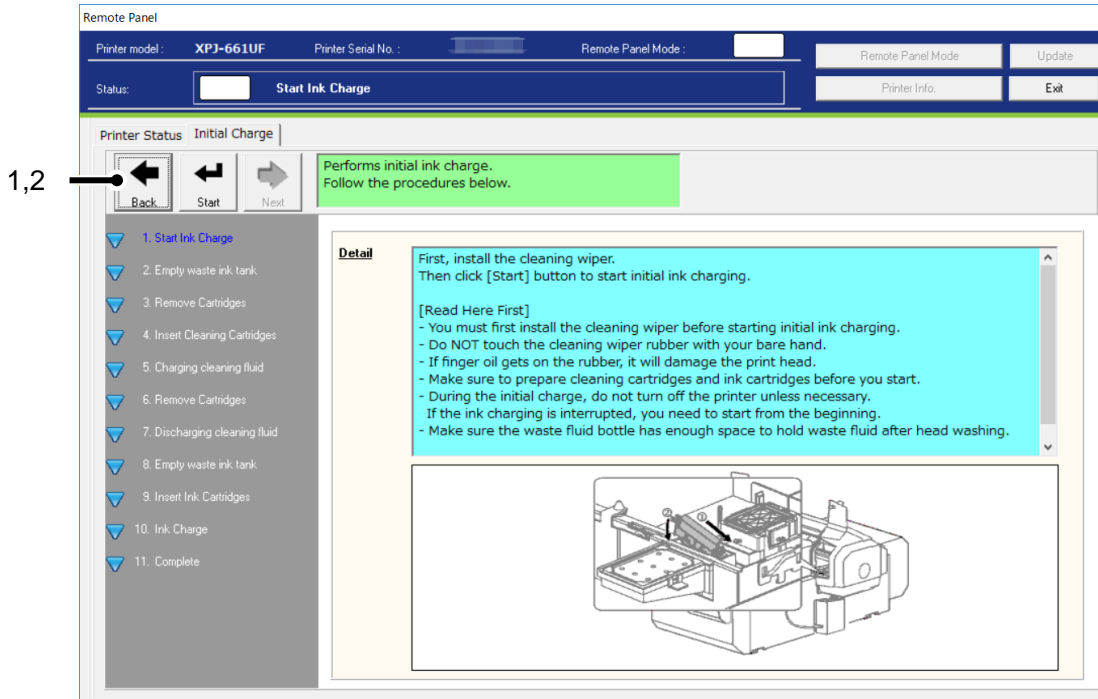 Remote Panel
Printer model : XPJ-661UF Printer Serial No. : Remote Panel Mode :
Remote Panel Mode Update
Status: Start Ink Charge
Printer Info. Exit
Printer Status Initial Charge
1,2
Back Start Next
Performs initial ink charge.
Follow the procedures below.
1. Start Ink Charge
2. Empty waste ink tank
3. Remove Cartridges
4. Insert Cleaning Cartridges
5. Charging cleaning fluid
6. Remove Cartridges
7. Discharging cleaning fluid
8. Empty waste ink tank
9. Insert Ink Cartridges
10. Ink Charge
11. Complete
Detail
First, install the cleaning wiper.
Then click [Start] button to start initial ink charging.
[Read Here First]
- You must first install the cleaning wiper before starting initial ink charging.
- Do NOT touch the cleaning wiper rubber with your bare hand.
- If finger oil gets on the rubber, it will damage the print head.
- Make sure to prepare cleaning cartridges and ink cartridges before you start.
- During the initial charge, do not turn off the printer unless necessary.
If the ink charging is interrupted, you need to start from the beginning.
- Make sure the waste fluid bottle has enough space to hold waste fluid after head washing.